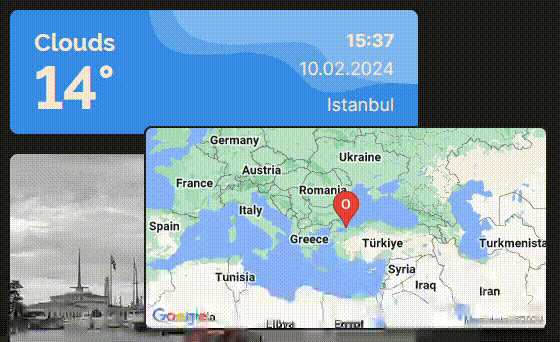 Clouds
15:37
14°
10.02.2024
Istanbul
Germany
Ukraine
Austria
France
Romania
O
Italy
Spain
Greece
Türkiye
Turkmenista
Tunisia
Syria
Iraq
Iran
Google
Libya
Egypt